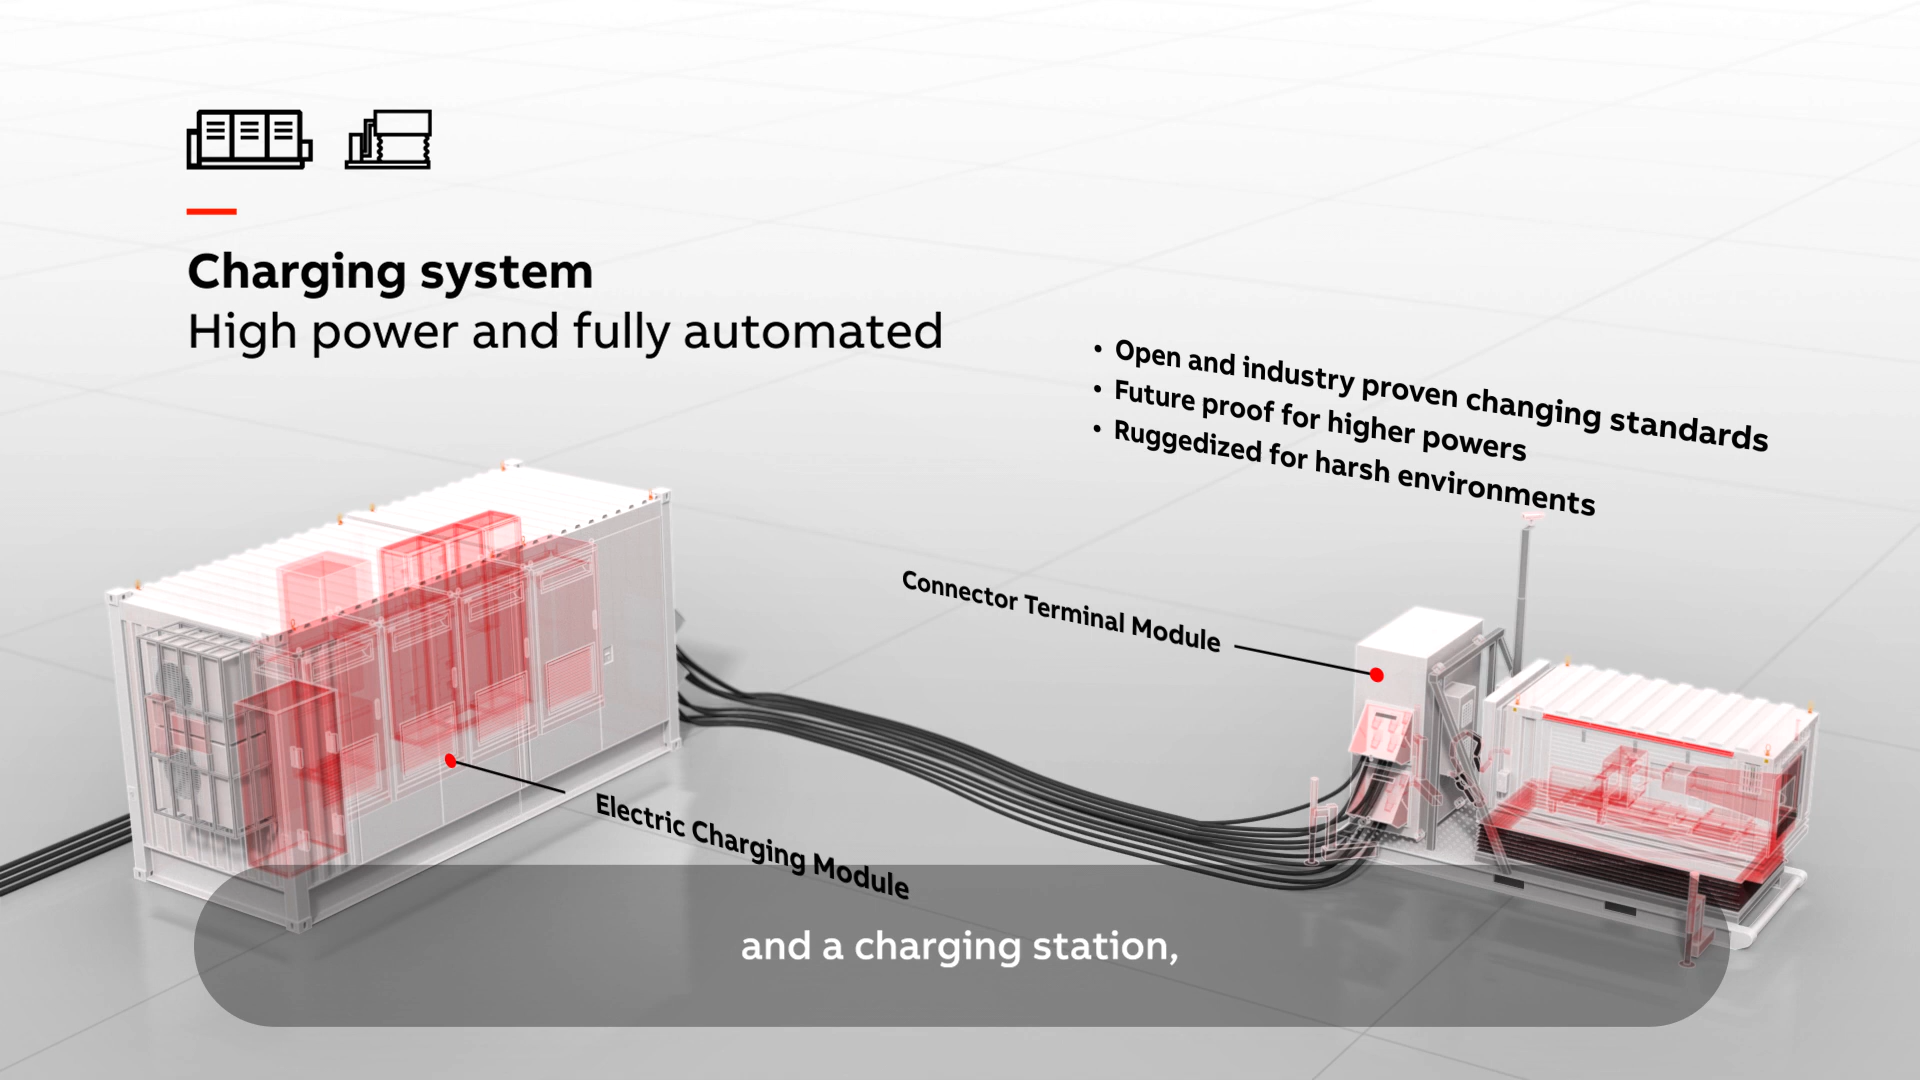 Charging system
High power and fully automated
• Open and industry proven changing standards
• Future proof for higher powers
• Ruggedized for harsh environments
Connector Terminal Module
Electric Charging Module
and a charging station,